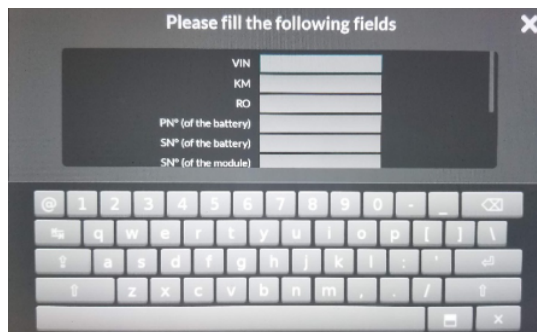 Please fill the following fields
VIN
KM
RO
PN° (of the battery)
SN° (of the battery)
SN° (of the module)
@ 1 2 3 4 5 6 7 8 9 0 - _
q w e r t y u i o p [ ] \
a s d f g h j k l : '
z x c v b n m , . /